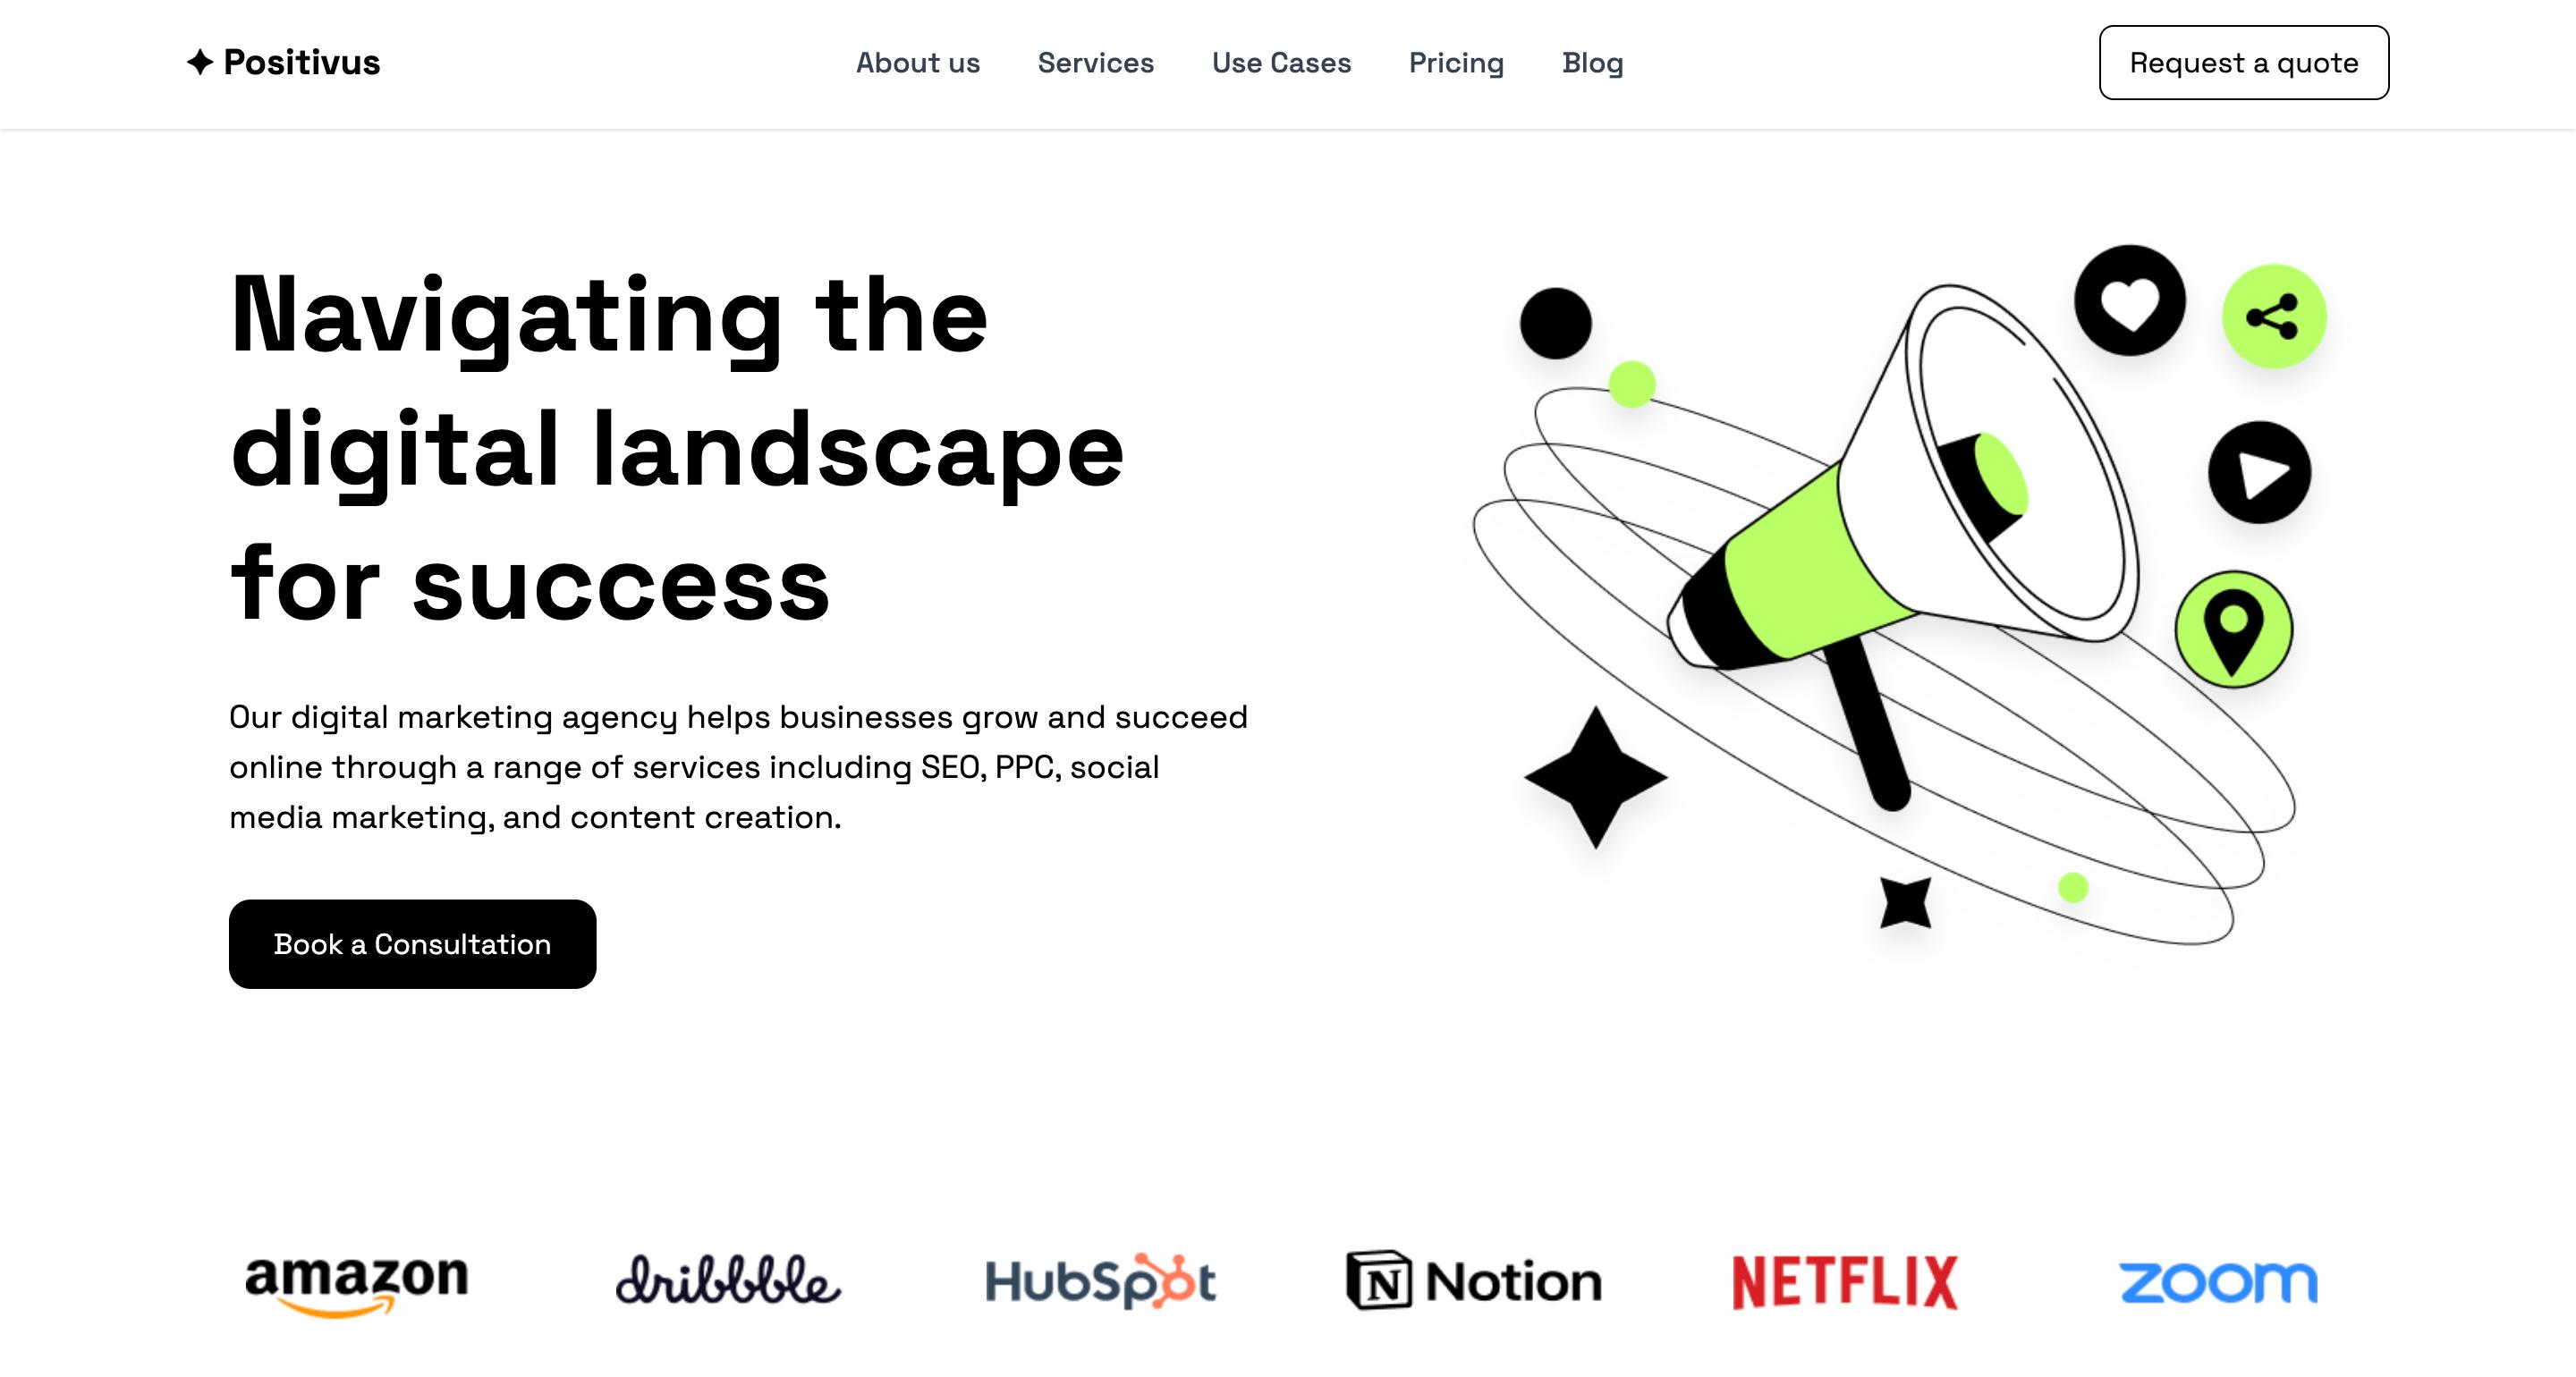 Positivus
About us
Services
Use Cases
Pricing
Blog
Request a quote
Navigating the
digital landscape
for success
Our digital marketing agency helps businesses grow and succeed
online through a range of services including SEO, PPC, social
media marketing, and content creation.
Book a Consultation
amazon
dribbble
HubSpot
N Notion
NETFLIX
zoom